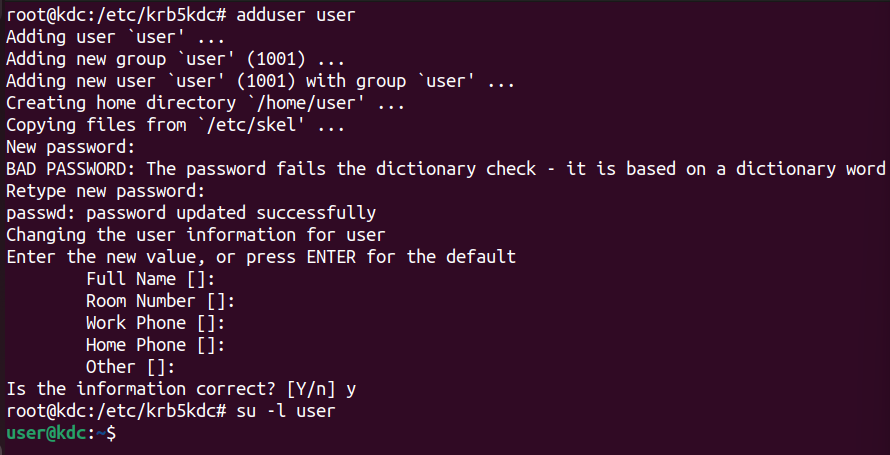 root@kdc:/etc/krb5kdc# adduser user
Adding user `user' ...
Adding new group `user' (1001) ...
Adding new user `user' (1001) with group `user' ...
Creating home directory `/home/user' ...
Copying files from `/etc/skel' ...
New password:
BAD PASSWORD: The password fails the dictionary check - it is based on a dictionary word
Retype new password:
passwd: password updated successfully
Changing the user information for user
Enter the new value, or press ENTER for the default
        Full Name []:
        Room Number []:
        Work Phone []:
        Home Phone []:
        Other []:
Is the information correct? [Y/n] y
root@kdc:/etc/krb5kdc# su -l user
user@kdc:~$